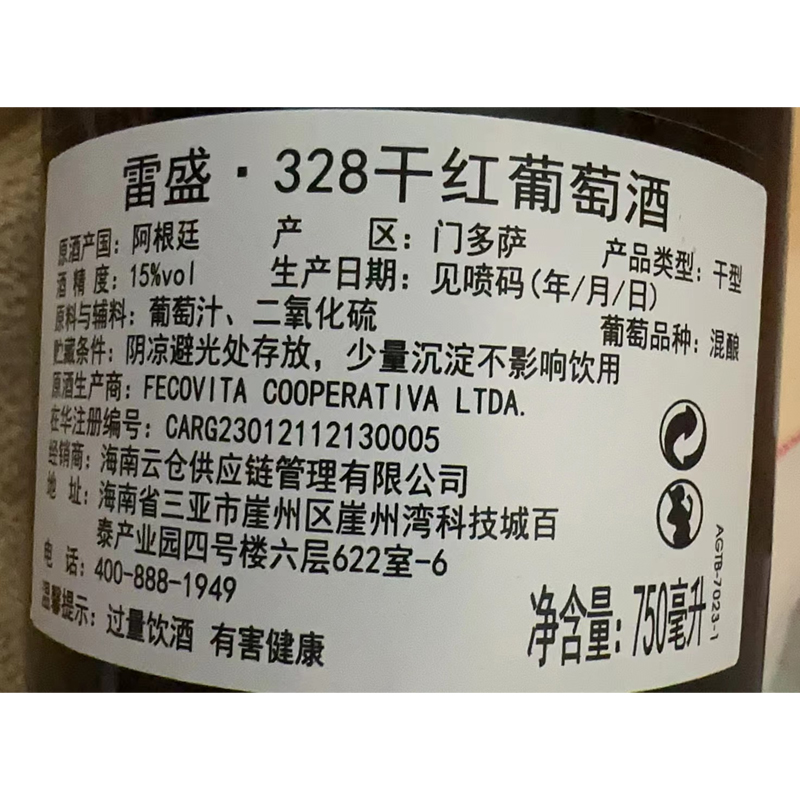 雷盛·328干红葡萄酒
原酒产国：阿根廷 产 区：门多萨 产品类型：干型
酒 精 度：15%vol 生产日期：见喷码(年/月/日)
原料与辅料：葡萄汁、二氧化硫 葡萄品种：混酿
贮藏条件：阴凉避光处存放，少量沉淀不影响饮用
原酒生产商：FECOVITA COOPERATIVA LTDA.
在华注册编号：CARG23012112130005
经销商：海南云仓供应链管理有限公司
地 址：海南省三亚市崖州区崖州湾科技城百
泰产业园四号楼六层622室-6
电 话：400-888-1949
温馨提示：过量饮酒 有害健康
净含量：750毫升
AGTB-7023-1